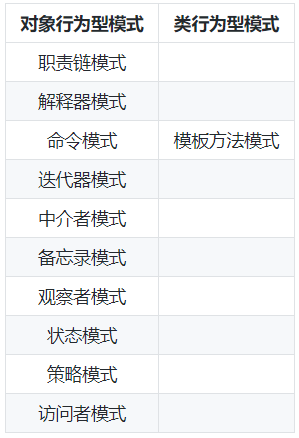 对象行为型模式 类行为型模式
职责链模式
解释器模式
命令模式 模板方法模式
迭代器模式
中介者模式
备忘录模式
观察者模式
状态模式
策略模式
访问者模式